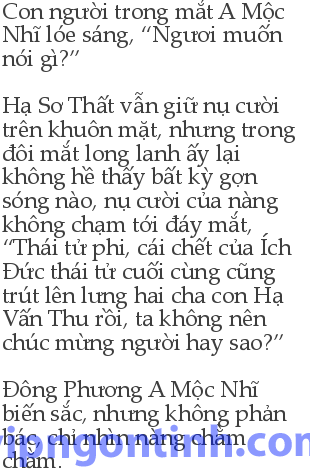 Con người trong mắt A Mộc
Nhĩ lóe sáng, “Ngươi muốn
nói gì?”
Hạ Sơ Thất vẫn giữ nụ cười
trên khuôn mặt, nhưng trong
đôi mắt long lanh ấy lại
không hề thấy bất kỳ gợn
sóng nào, nụ cười của nàng
không chạm tới đáy mắt,
“Thái tử phi, cái chết của Ích
Đức thái tử cuối cùng cũng
trút lên lưng hai cha con Hạ
Vấn Thu rồi, ta không nên
chúc mừng người hay sao?”
Đông Phương A Mộc Nhĩ
biến sắc, nhưng không phản
bác, chỉ nhìn nàng chằm
chằm.
vipngontinh.com